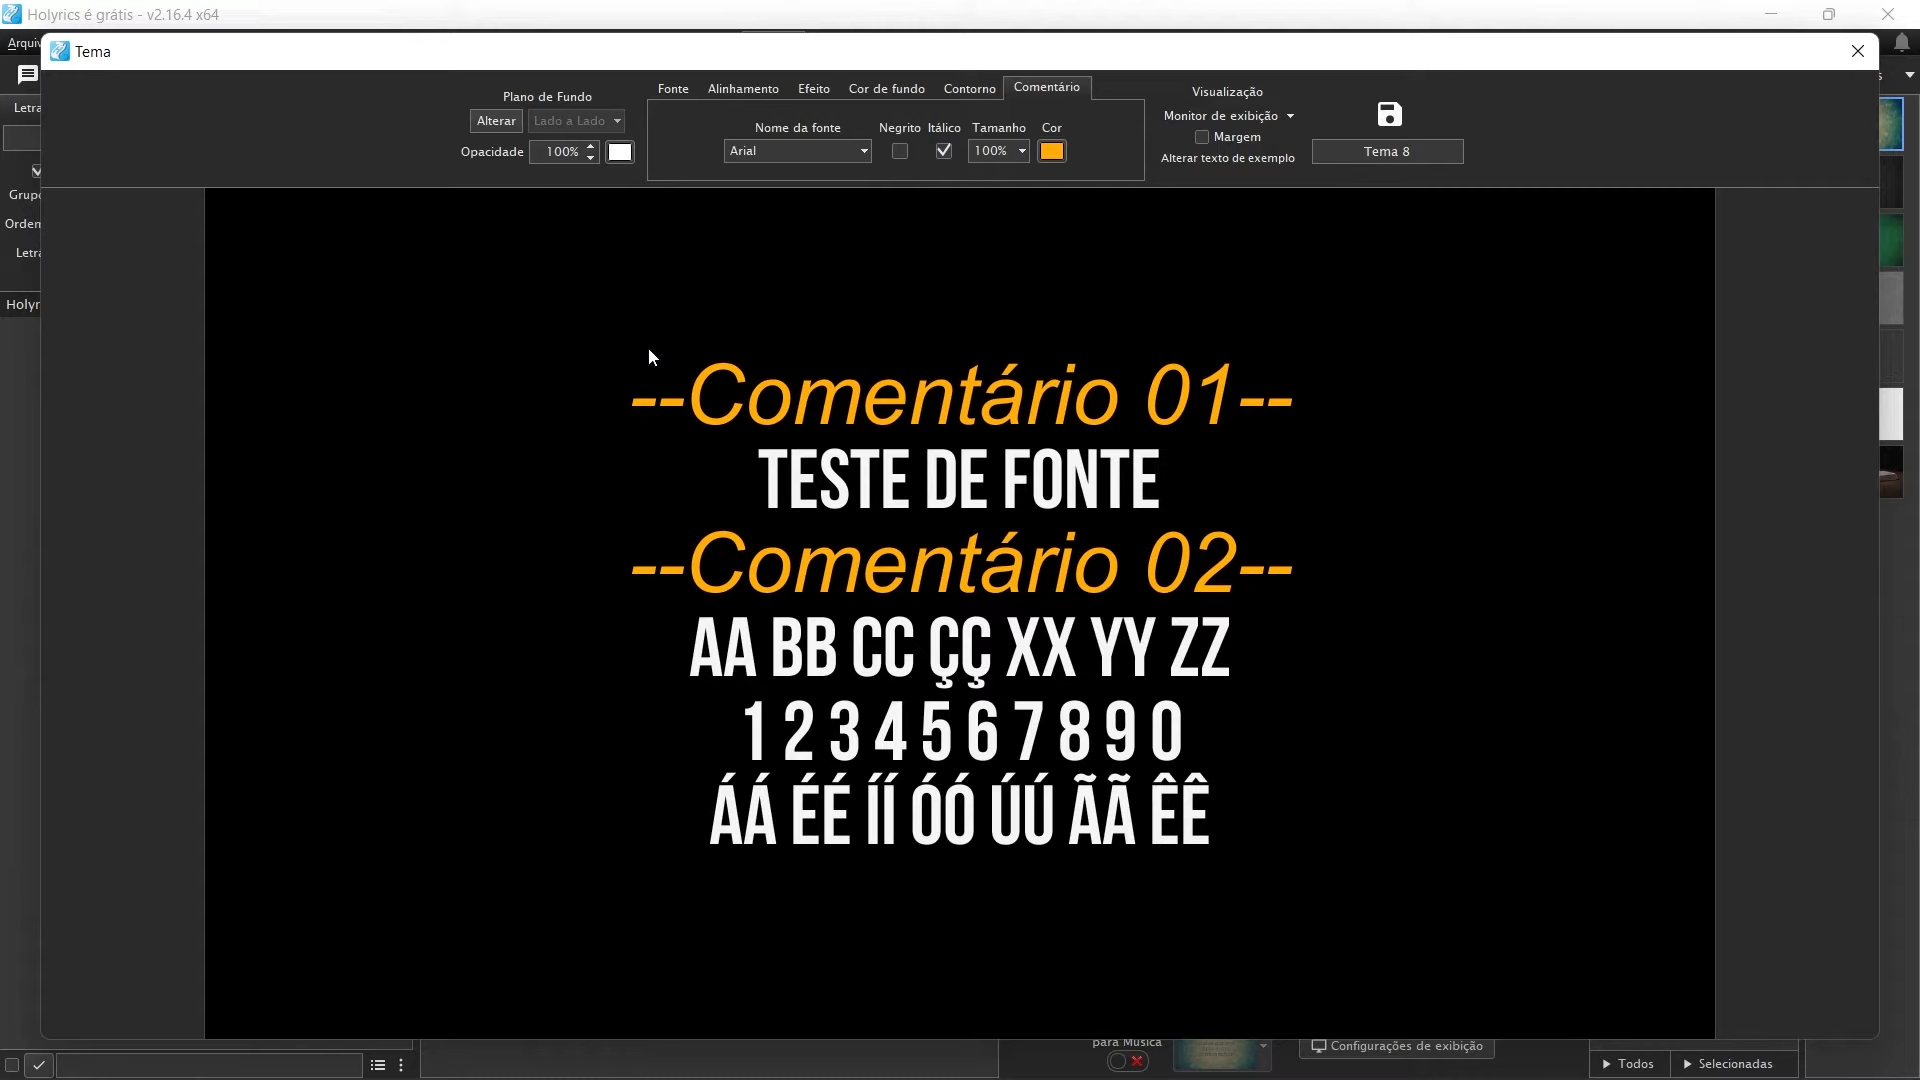 Holyrics é grátis - v2.16.4 x64
Arquiv
Tema
Letra
Grupo
Ordem
Letra
Holyr
Plano de Fundo
Alterar
Lado a Lado
Opacidade 100%
Fonte Alinhamento Efeito Cor de fundo Contorno Comentário
Nome da fonte Negrito Itálico Tamanho Cor
Arial 100%
Visualização
Monitor de exibição
Margem
Alterar texto de exemplo
Tema 8
--Comentário 01--
TESTE DE FONTE
--Comentário 02--
AA BB CC ÇÇ XX YY ZZ
1 2 3 4 5 6 7 8 9 0
ÁÁ ÉÉ ÍÍ ÓÓ ÚÚ ÃÃ ÊÊ
para Música
Configurações de exibição
Todos
Selecionadas